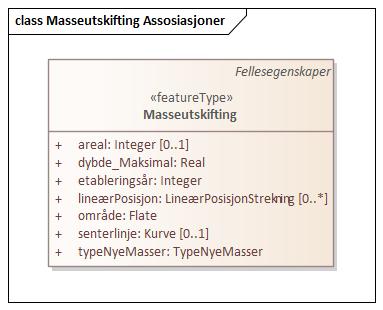 class Masseutskifting Assosiasjoner
Fellesegenskaper
«featureType»
Masseutskifting
+ areal: Integer [0..1]
+ dybde_Maksimal: Real
+ etableringsår: Integer
+ lineærPosisjon: LineærPosisjonStrekning [0..*]
+ område: Flate
+ senterlinje: Kurve [0..1]
+ typeNyeMasser: TypeNyeMasser